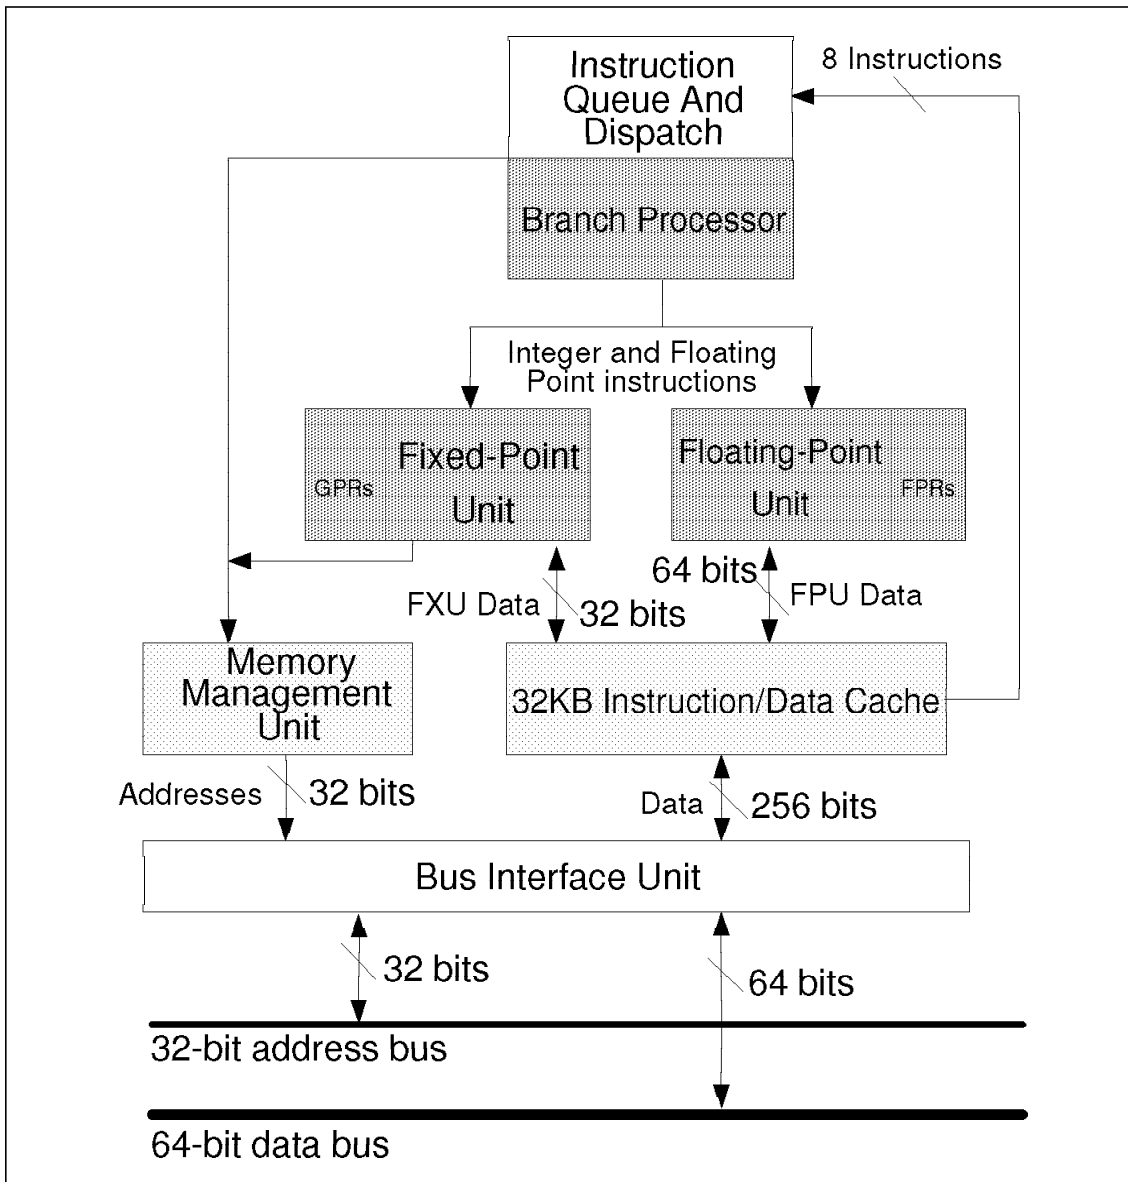 Instruction
Queue And
Dispatch
8 Instructions
Branch Processor
Integer and Floating
Point instructions
Fixed-Point
Unit
GPRs
Floating-Point
Unit
FPRs
FXU Data
32 bits
64 bits
FPU Data
Memory
Management
Unit
32KB Instruction/Data Cache
Addresses
32 bits
Data
256 bits
Bus Interface Unit
32 bits
64 bits
32-bit address bus
64-bit data bus